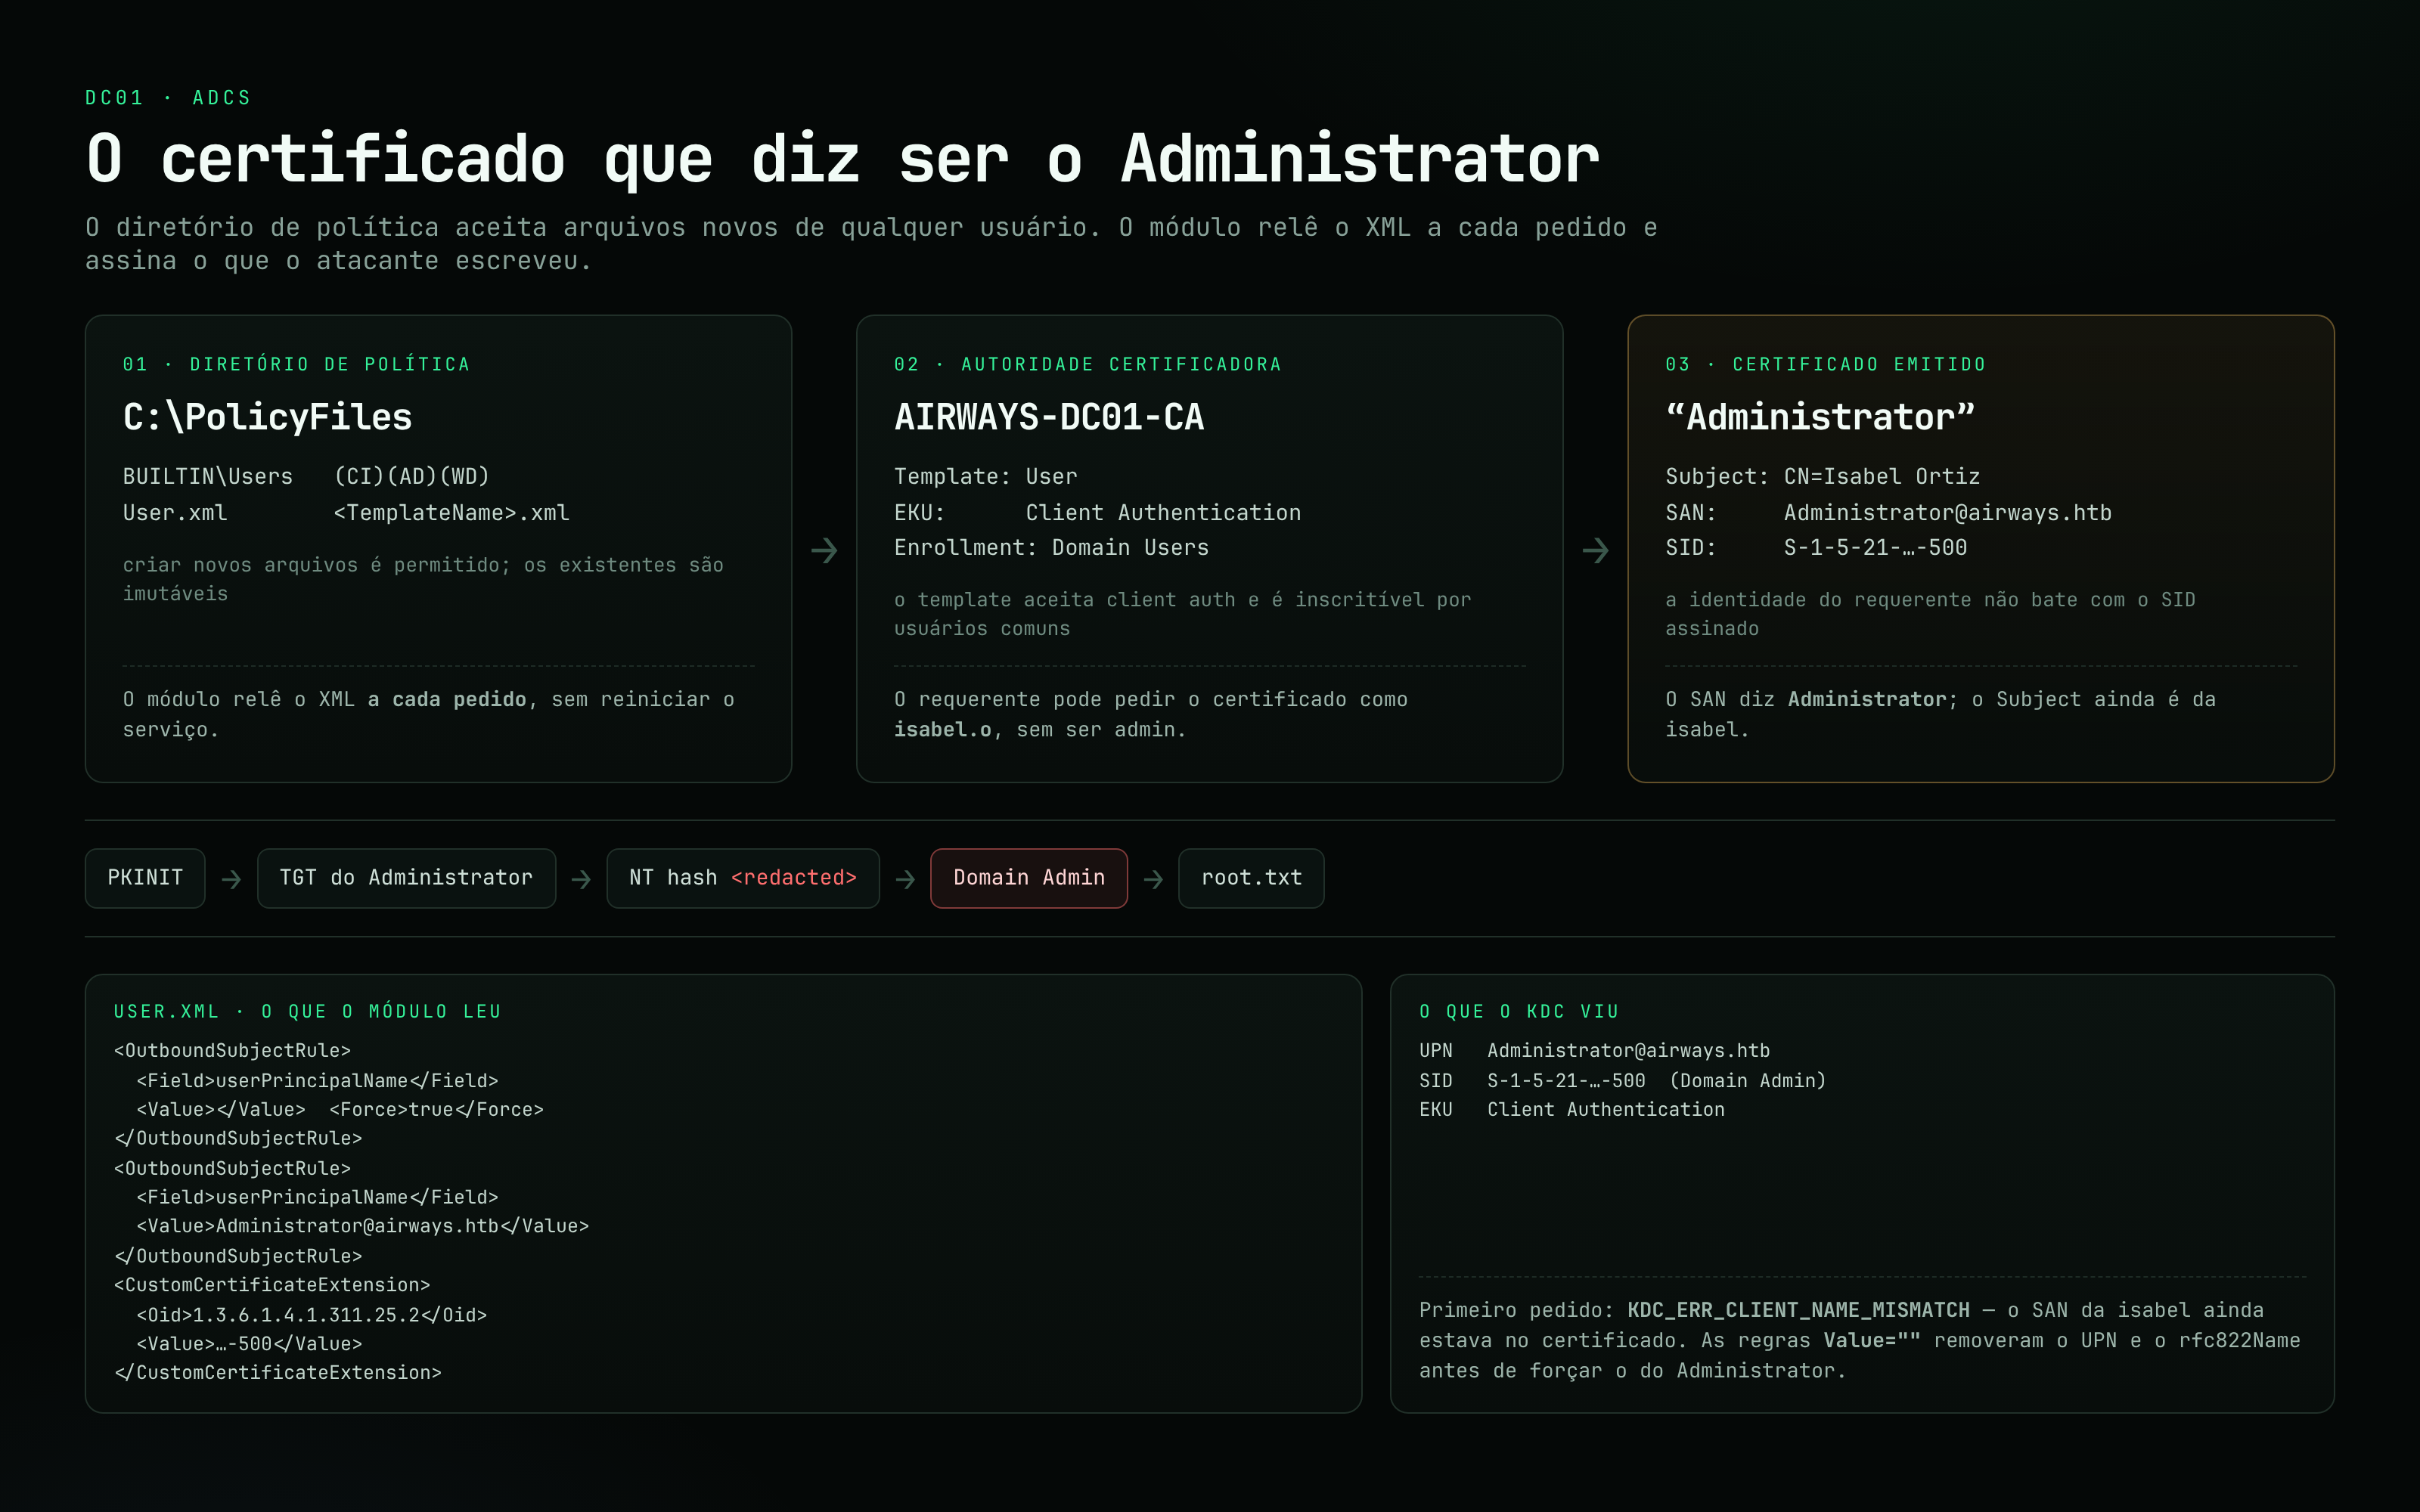 DC01 · ADCS
O certificado que diz ser o Administrator
O diretório de política aceita arquivos novos de qualquer usuário. O módulo relê o XML a cada pedido e
assina o que o atacante escreveu.
01 · DIRETÓRIO DE POLÍTICA
C:\PolicyFiles
BUILTIN\Users (CI)(AD)(WD)
User.xml <TemplateName>.xml
criar novos arquivos é permitido; os existentes são
imutáveis
O módulo relê o XML a cada pedido, sem reiniciar o
serviço.
→
02 · AUTORIDADE CERTIFICADORA
AIRWAYS-DC01-CA
Template: User
EKU: Client Authentication
Enrollment: Domain Users
o template aceita client auth e é inscritível por
usuários comuns
O requerente pode pedir o certificado como
isabel.o, sem ser admin.
→
03 · CERTIFICADO EMITIDO
“Administrator”
Subject: CN=Isabel Ortiz
SAN: Administrator@airways.htb
SID: S-1-5-21-…-500
a identidade do requerente não bate com o SID
assinado
O SAN diz Administrator; o Subject ainda é da
isabel.
PKINIT → TGT do Administrator → NT hash <redacted> → Domain Admin → root.txt
USER.XML · O QUE O MÓDULO LEU
<OutboundSubjectRule>
  <Field>userPrincipalName</Field>
  <Value></Value>  <Force>true</Force>
</OutboundSubjectRule>
<OutboundSubjectRule>
  <Field>userPrincipalName</Field>
  <Value>Administrator@airways.htb</Value>
</OutboundSubjectRule>
<CustomCertificateExtension>
  <Oid>1.3.6.1.4.1.311.25.2</Oid>
  <Value>…-500</Value>
</CustomCertificateExtension>
O QUE O KDC VIU
UPN Administrator@airways.htb
SID S-1-5-21-…-500 (Domain Admin)
EKU Client Authentication
Primeiro pedido: KDC_ERR_CLIENT_NAME_MISMATCH — o SAN da isabel ainda
estava no certificado. As regras Value="" removeram o UPN e o rfc822Name
antes de forçar o do Administrator.